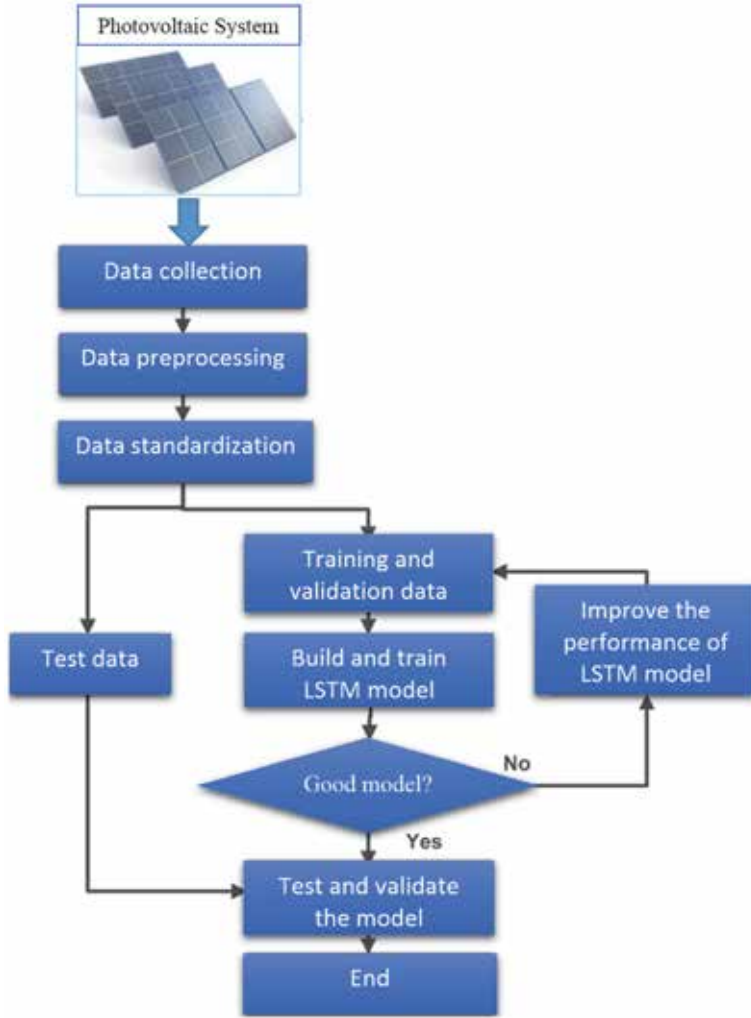 Photovoltaic System
Data collection
Data preprocessing
Data standardization
Training and
validation data
Improve the
performance of
LSTM model
Test data
Build and train
LSTM model
Good model?
No
Yes
Test and validate
the model
End